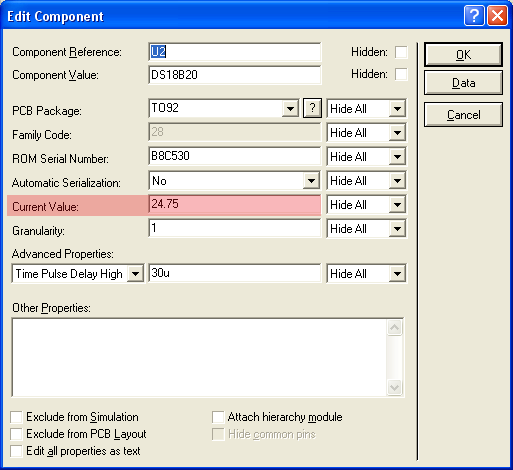 Edit Component
Component Reference: U2 Hidden:
Component Value: DS18B20 Hidden:
PCB Package: TO92 ? Hide All
Family Code: 28 Hide All
ROM Serial Number: B8C530 Hide All
Automatic Serialization: No Hide All
Current Value: 24.75 Hide All
Granularity: 1 Hide All
Advanced Properties:
Time Pulse Delay High 30u Hide All
Other Properties:
Exclude from Simulation Attach hierarchy module
Exclude from PCB Layout Hide common pins
Edit all properties as text
OK
Data
Cancel